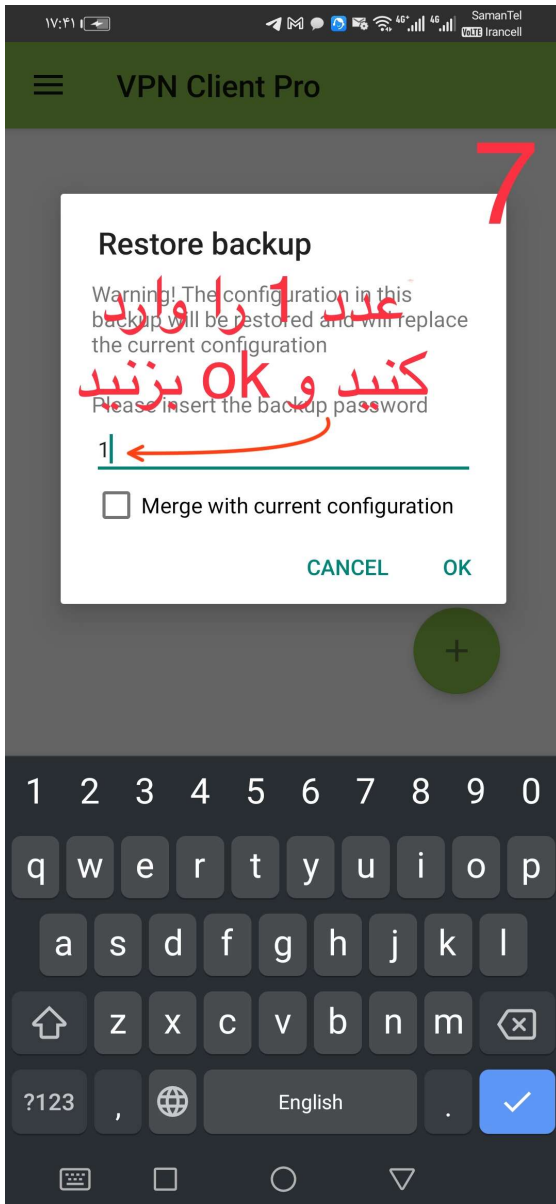 ۱۷:۴۱
4G+
4G
SamanTel
VoLTE Irancell
VPN Client Pro
7
Restore backup
Warning! The configuration in this
backup will be restored and will replace
the current configuration
عدد 1 را وارد
کنید و ok بزنید
Please insert the backup password
1
Merge with current configuration
CANCEL OK
+
1 2 3 4 5 6 7 8 9 0
q w e r t y u i o p
a s d f g h j k l
z x c v b n m
?123 , English .